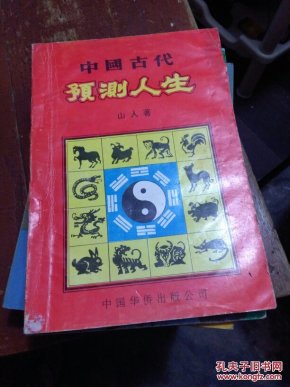 中國古代
預測人生
山人著
中国华侨出版公司
孔夫子旧书网